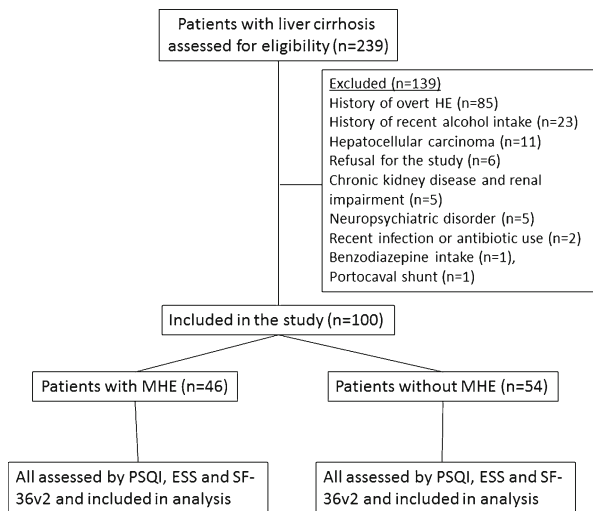 Patients with liver cirrhosis
assessed for eligibility (n=239)
Excluded (n=139)
History of overt HE (n=85)
History of recent alcohol intake (n=23)
Hepatocellular carcinoma (n=11)
Refusal for the study (n=6)
Chronic kidney disease and renal
impairment (n=5)
Neuropsychiatric disorder (n=5)
Recent infection or antibiotic use (n=2)
Benzodiazepine intake (n=1),
Portocaval shunt (n=1)
Included in the study (n=100)
Patients with MHE (n=46)
Patients without MHE (n=54)
All assessed by PSQI, ESS and SF-
36v2 and included in analysis
All assessed by PSQI, ESS and SF-
36v2 and included in analysis